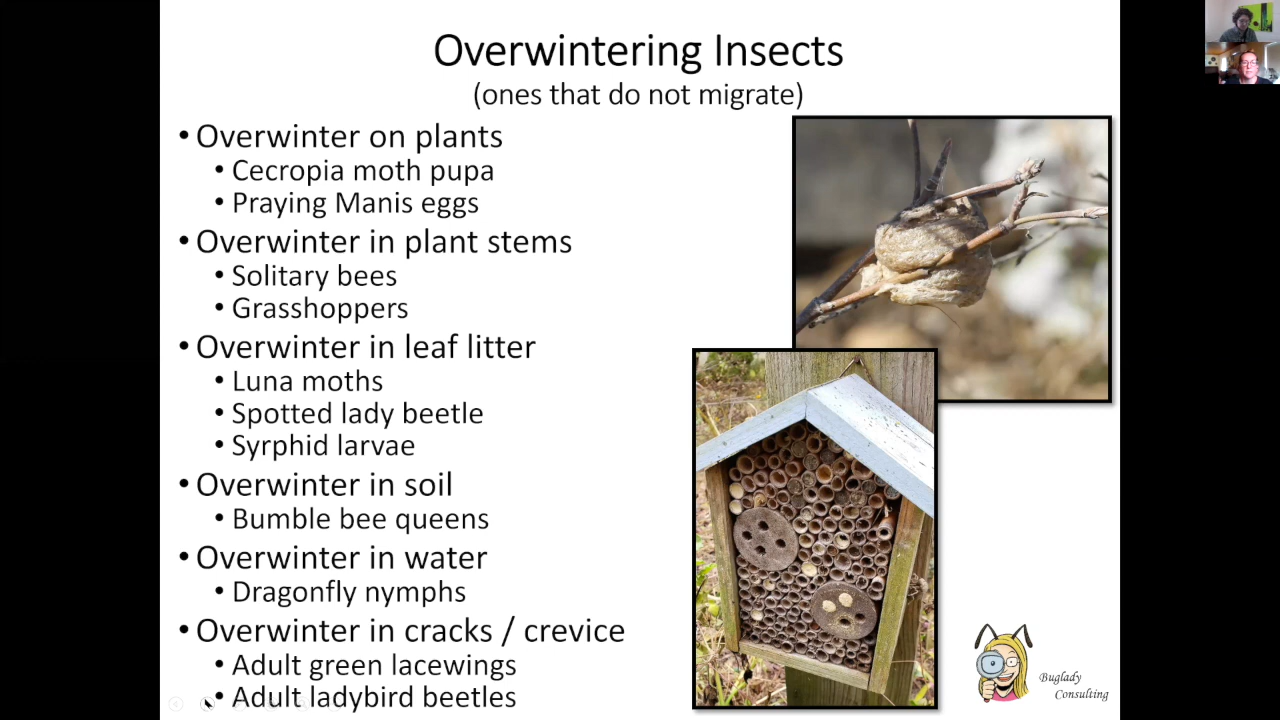 Overwintering Insects
(ones that do not migrate)
• Overwinter on plants
• Cecropia moth pupa
• Praying Manis eggs
• Overwinter in plant stems
• Solitary bees
• Grasshoppers
• Overwinter in leaf litter
• Luna moths
• Spotted lady beetle
• Syrphid larvae
• Overwinter in soil
• Bumble bee queens
• Overwinter in water
• Dragonfly nymphs
• Overwinter in cracks / crevice
• Adult green lacewings
• Adult ladybird beetles
Buglady
Consulting